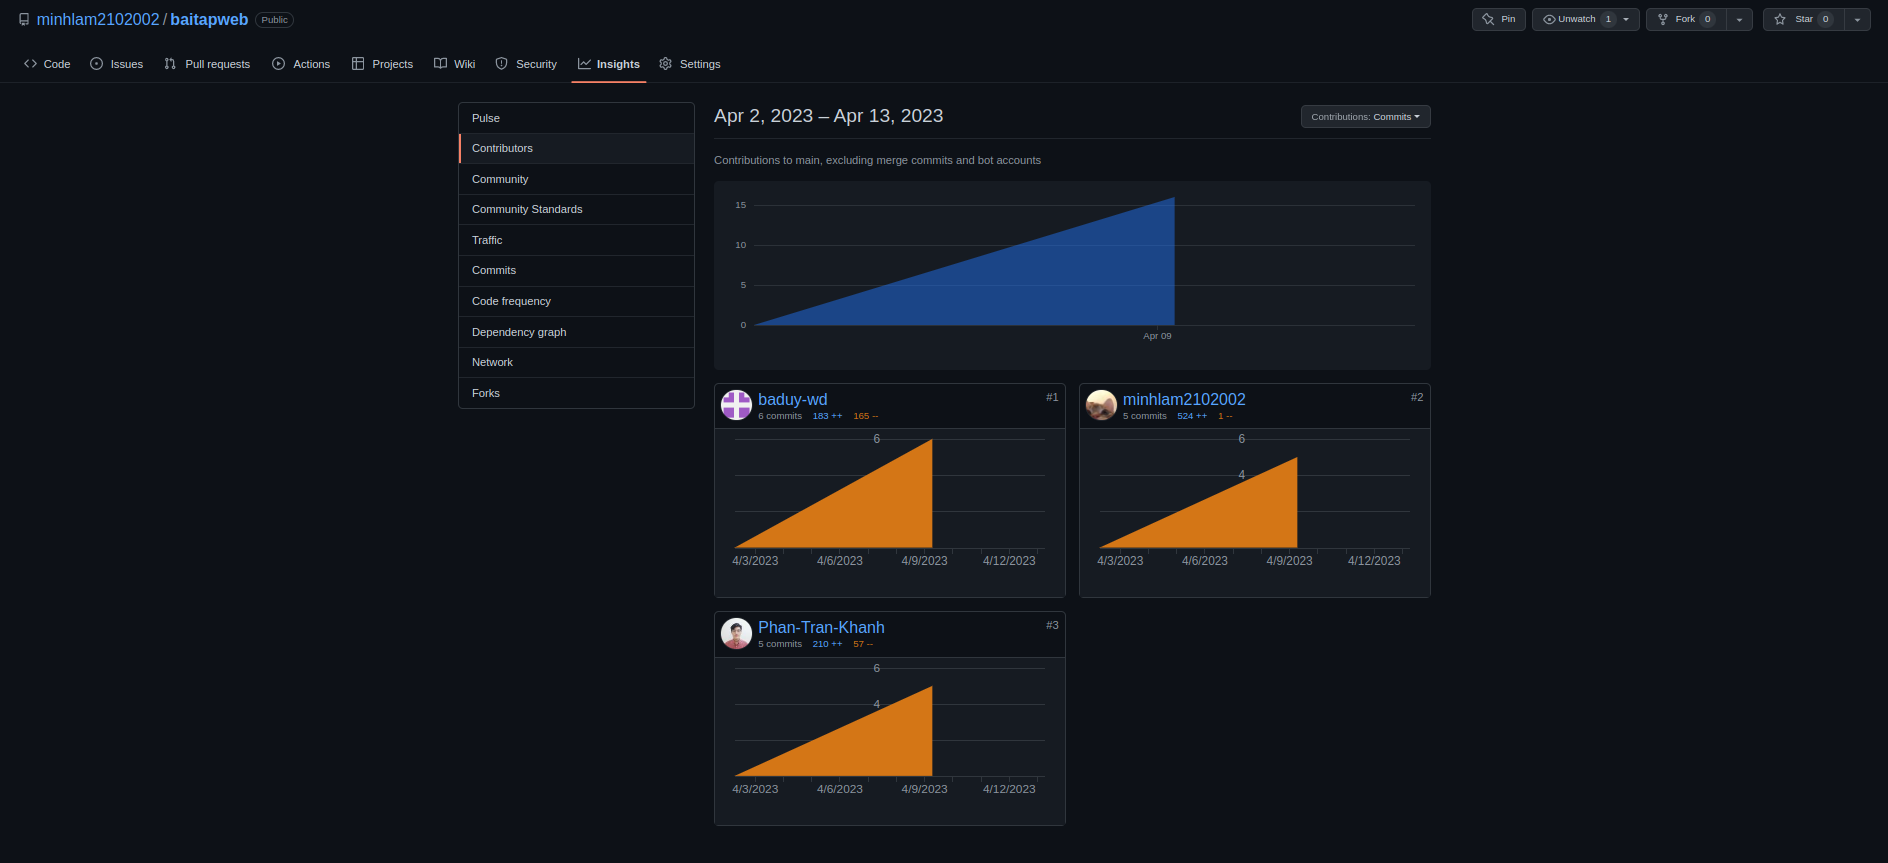 minhlam2102002 / baitapweb Public
Pin
Unwatch 1
Fork 0
Star 0
Code
Issues
Pull requests
Actions
Projects
Wiki
Security
Insights
Settings
Pulse
Contributors
Community
Community Standards
Traffic
Commits
Code frequency
Dependency graph
Network
Forks
Apr 2, 2023 – Apr 13, 2023
Contributions: Commits
Contributions to main, excluding merge commits and bot accounts
15
10
5
0
Apr 09
baduy-wd #1
6 commits 183 ++ 165 --
6
4/3/2023 4/6/2023 4/9/2023 4/12/2023
minhlam2102002 #2
5 commits 524 ++ 1 --
6
4
4/3/2023 4/6/2023 4/9/2023 4/12/2023
Phan-Tran-Khanh #3
5 commits 210 ++ 57 --
6
4
4/3/2023 4/6/2023 4/9/2023 4/12/2023